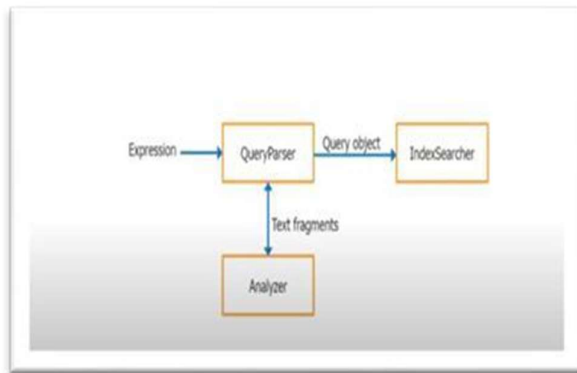 Expression
QueryParser
Query object
IndexSearcher
Text fragments
Analyzer